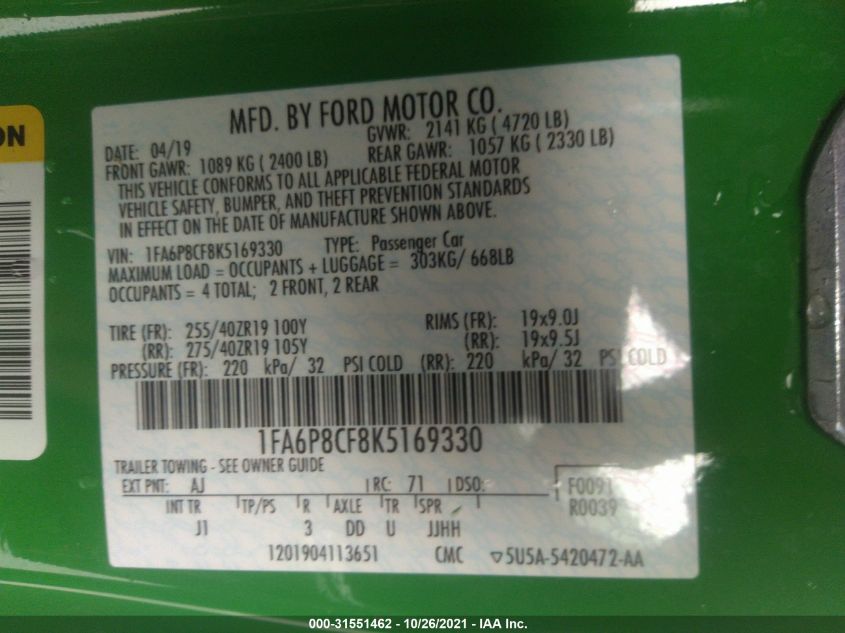 ON
MFD. BY FORD MOTOR CO.
DATE: 04/19 GVWR: 2141 KG ( 4720 LB)
FRONT GAWR: 1089 KG ( 2400 LB) REAR GAWR: 1057 KG ( 2330 LB)
THIS VEHICLE CONFORMS TO ALL APPLICABLE FEDERAL MOTOR
VEHICLE SAFETY, BUMPER, AND THEFT PREVENTION STANDARDS
IN EFFECT ON THE DATE OF MANUFACTURE SHOWN ABOVE.
VIN: 1FA6P8CF8K5169330 TYPE: Passenger Car
MAXIMUM LOAD = OCCUPANTS + LUGGAGE = 303KG/ 668LB
OCCUPANTS = 4 TOTAL; 2 FRONT, 2 REAR
TIRE (FR): 255/40ZR19 100Y RIMS (FR): 19x9.0J
(RR): 275/40ZR19 105Y (RR): 19x9.5J
PRESSURE (FR): 220 kPa/ 32 PSI COLD (RR): 220 kPa/ 32 PSI COLD
1FA6P8CF8K5169330
TRAILER TOWING - SEE OWNER GUIDE
EXT PNT: AJ RC: 71 DSO: F0091
INT TR TP/PS R AXLE TR SPR R0039
J1 3 DD U JJHH
1201904113651 CMC ▽5U5A-5420472-AA
000-31551462 - 10/26/2021 - IAA Inc.